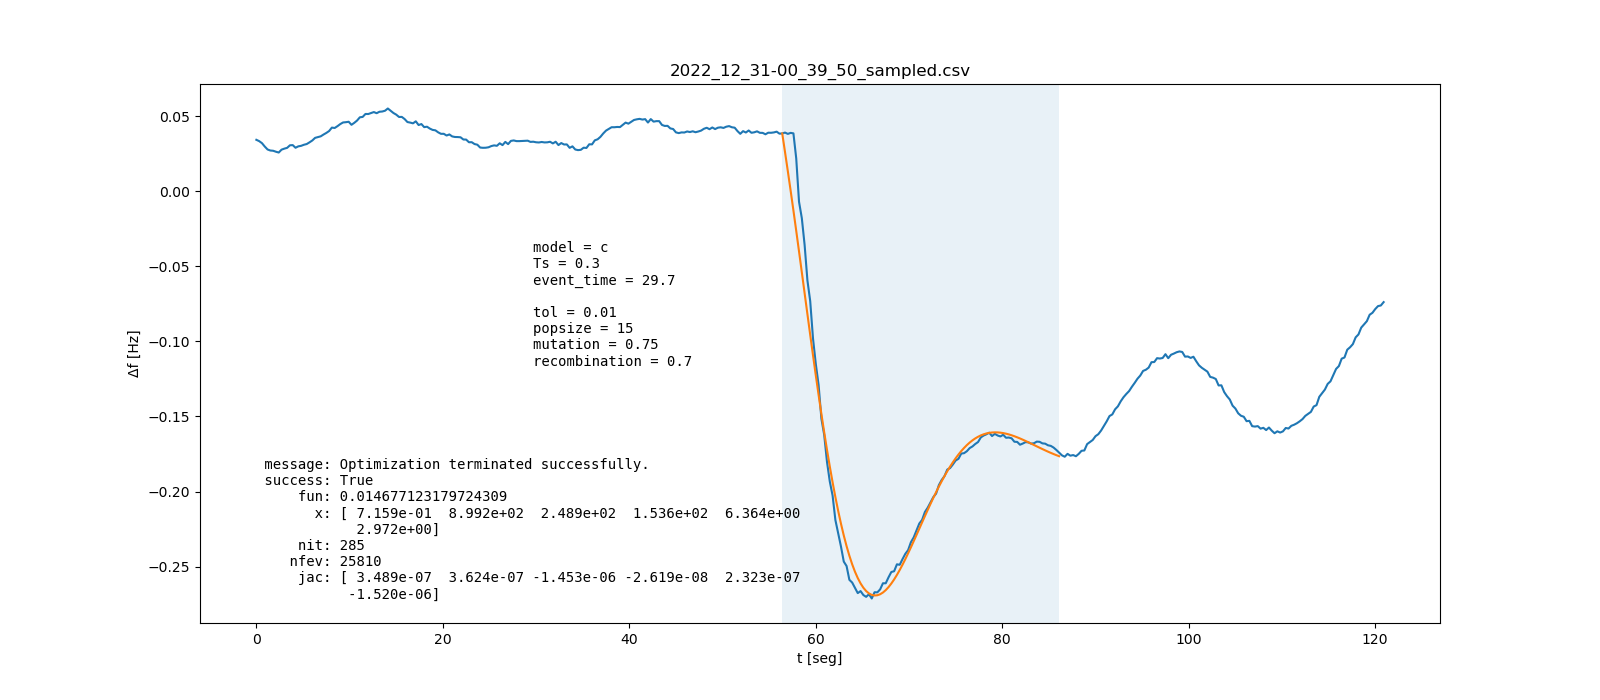 2022_12_31-00_39_50_sampled.csv
0.05
0.00
−0.05
−0.10
−0.15
−0.20
−0.25
Δf [Hz]
model = c
Ts = 0.3
event_time = 29.7
tol = 0.01
popsize = 15
mutation = 0.75
recombination = 0.7
message: Optimization terminated successfully.
success: True
fun: 0.014677123179724309
x: [ 7.159e-01  8.992e+02  2.489e+02  1.536e+02  6.364e+00
2.972e+00]
nit: 285
nfev: 25810
jac: [ 3.489e-07  3.624e-07 -1.453e-06 -2.619e-08  2.323e-07
-1.520e-06]
0 20 40 60 80 100 120
t [seg]